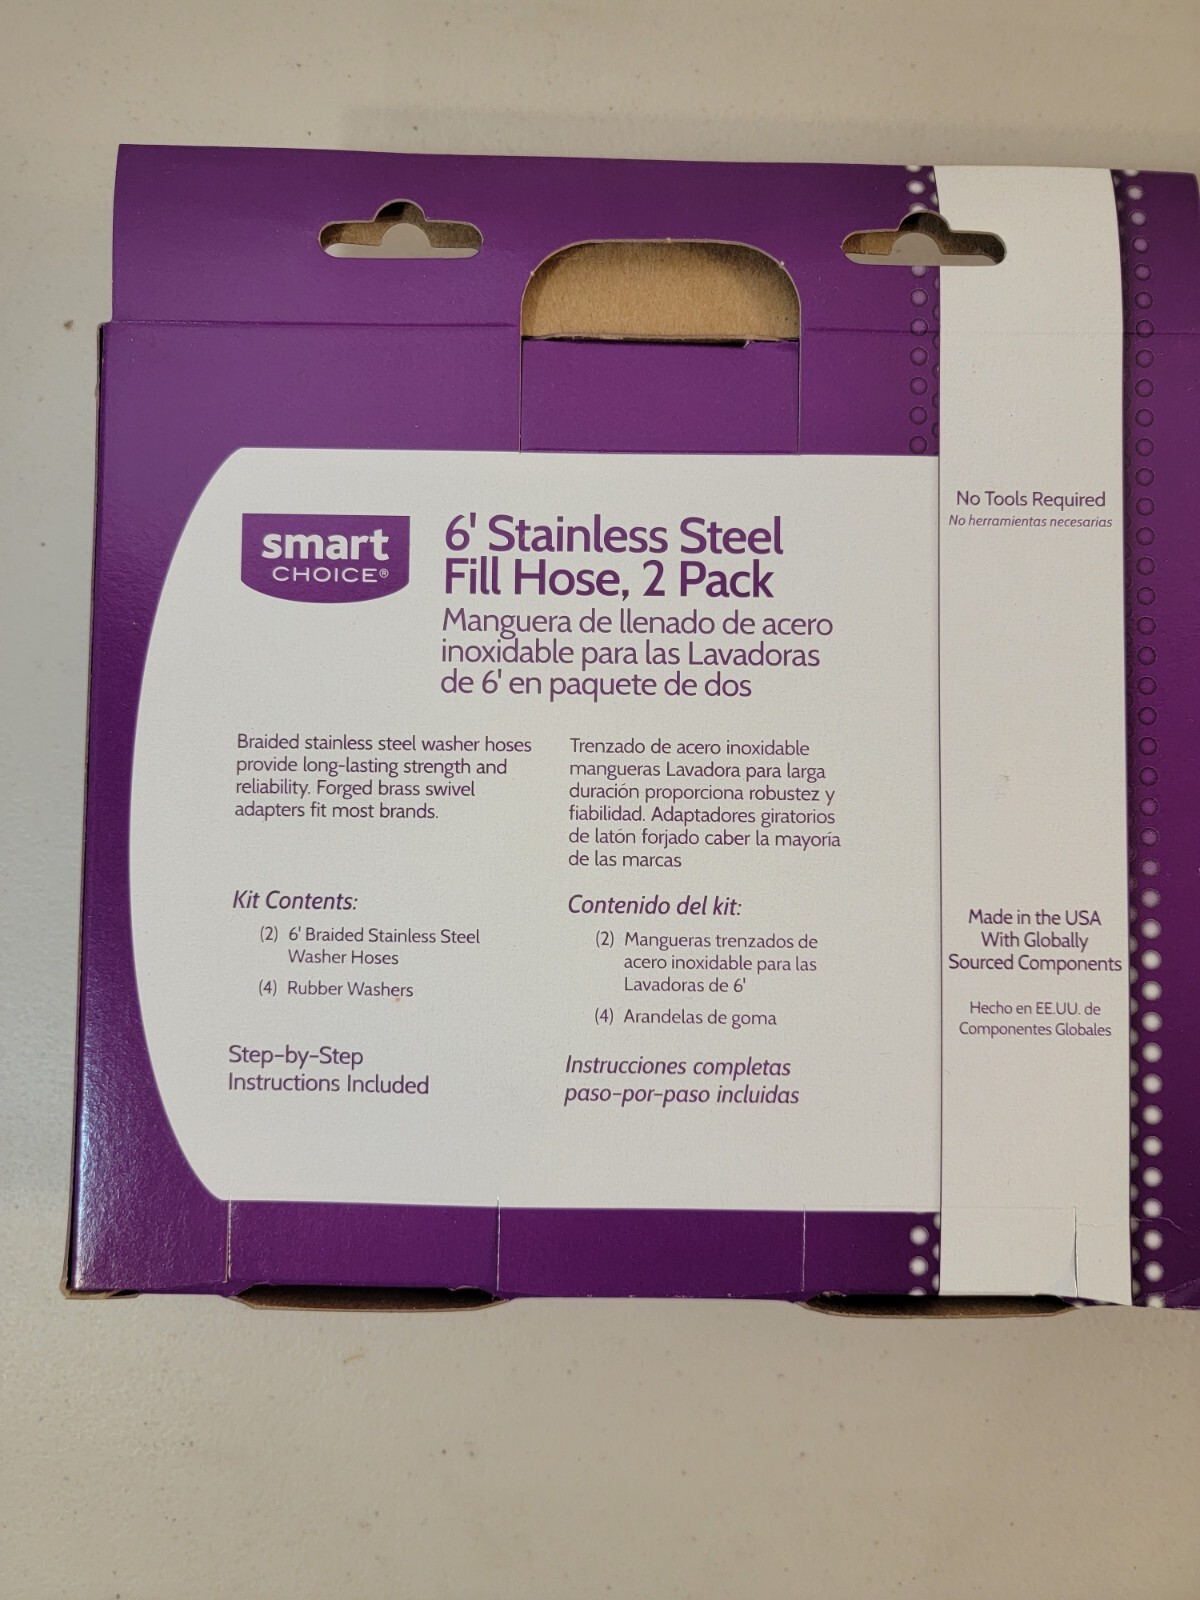 smart
CHOICE®
6' Stainless Steel
Fill Hose, 2 Pack
Manguera de llenado de acero
inoxidable para las Lavadoras
de 6' en paquete de dos
Braided stainless steel washer hoses
provide long-lasting strength and
reliability. Forged brass swivel
adapters fit most brands.
Kit Contents:
(2) 6' Braided Stainless Steel
Washer Hoses
(4) Rubber Washers
Step-by-Step
Instructions Included
Trenzado de acero inoxidable
mangueras Lavadora para larga
duración proporciona robustez y
fiabilidad. Adaptadores giratorios
de latón forjado caber la mayoría
de las marcas
Contenido del kit:
(2) Mangueras trenzados de
acero inoxidable para las
Lavadoras de 6'
(4) Arandelas de goma
Instrucciones completas
paso-por-paso incluidas
No Tools Required
No herramientas necesarias
Made in the USA
With Globally
Sourced Components
Hecho en EE.UU. de
Componentes Globales